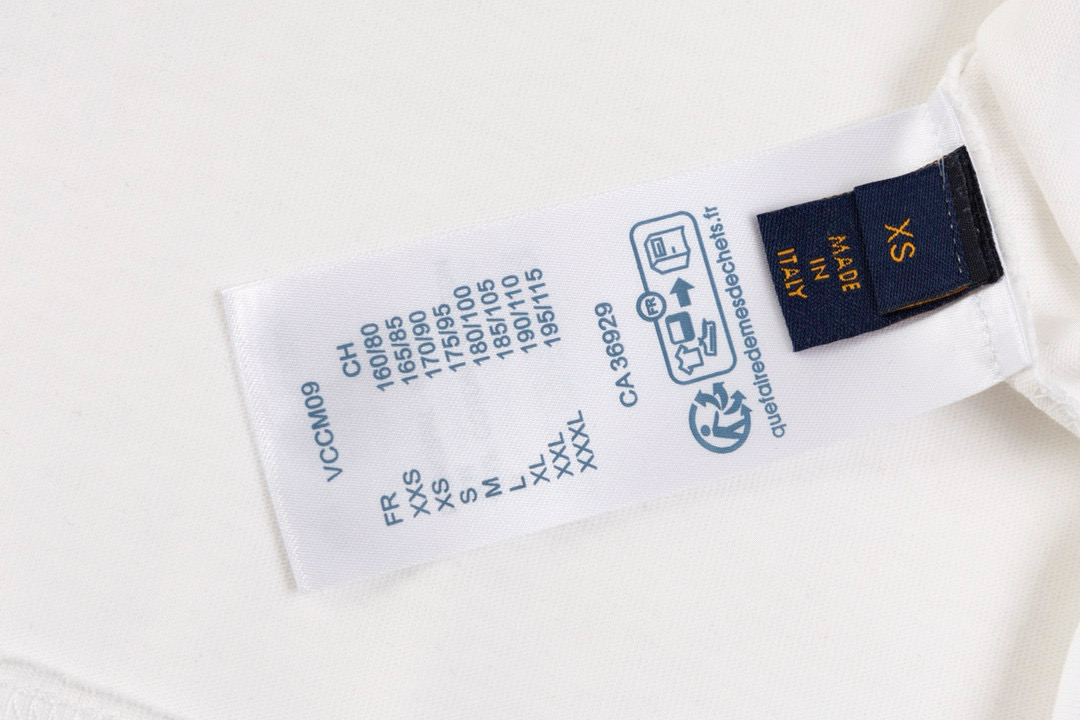 VCCM09
FR CH
XXS 160/80
XS 165/85
S 170/90
M 175/95
L 180/100
XL 185/105
XXL 190/110
XXXL 195/115
CA 36929
FR
quefairedemesdechets.fr
XS
MADE
IN
ITALY